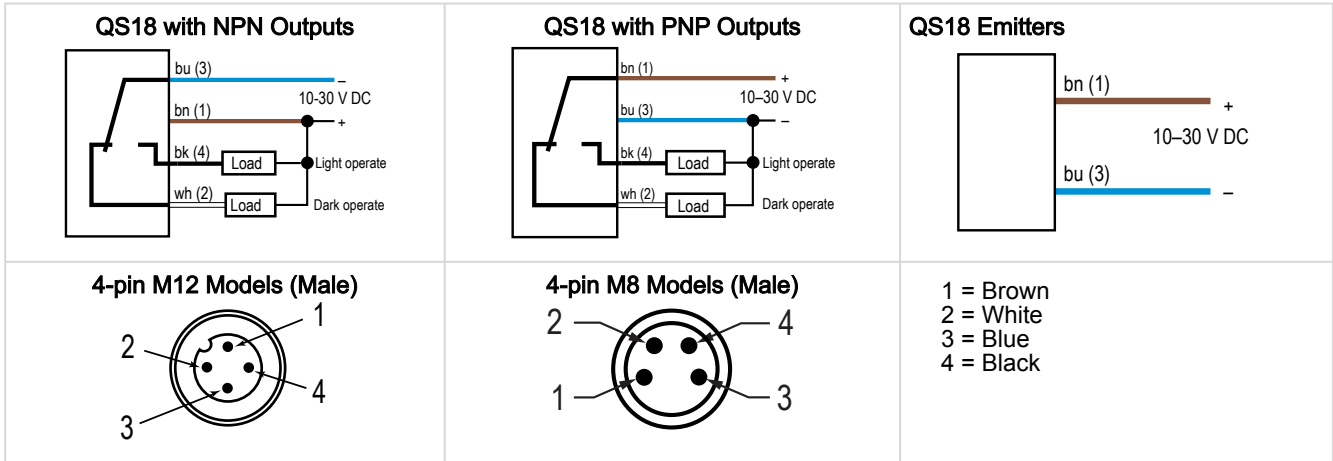 QS18 with NPN Outputs
bu (3)
–
10-30 V DC
bn (1)
+
bk (4)
Load
Light operate
wh (2)
Load
Dark operate
QS18 with PNP Outputs
bn (1)
+
10–30 V DC
bu (3)
–
bk (4)
Load
Light operate
wh (2)
Load
Dark operate
QS18 Emitters
bn (1)
+
10–30 V DC
bu (3)
–
4-pin M12 Models (Male)
1
2
4
3
4-pin M8 Models (Male)
2
4
1
3
1 = Brown
2 = White
3 = Blue
4 = Black